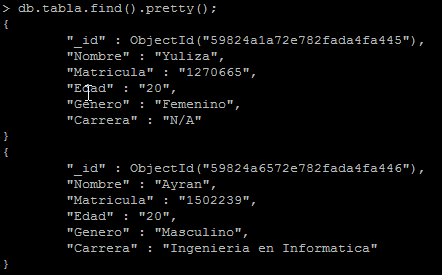 > db.tabla.find().pretty();
{
"_id" : ObjectId("59824a1a72e782fada4fa445"),
"Nombre" : "Yuliza",
"Matricula" : "1270665",
"Edad" : "20",
"Genero" : "Femenino",
"Carrera" : "N/A"
}
{
"_id" : ObjectId("59824a6572e782fada4fa446"),
"Nombre" : "Ayran",
"Matricula" : "1502239",
"Edad" : "20",
"Genero" : "Masculino",
"Carrera" : "Ingenieria en Informatica"
}